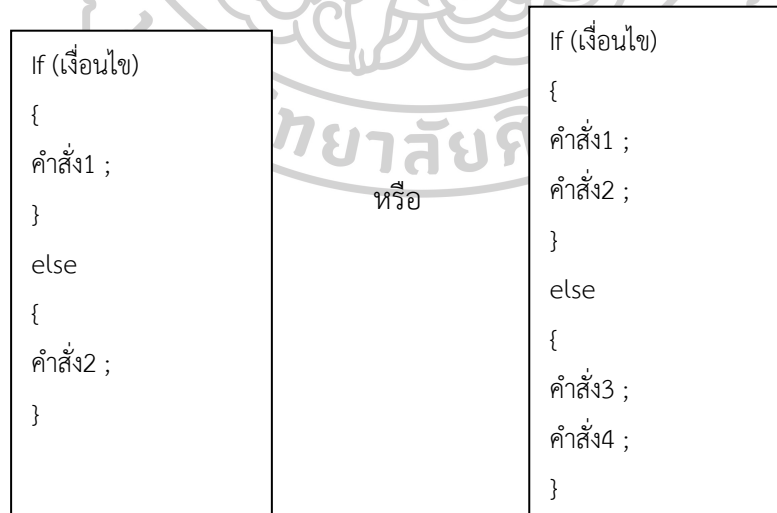 If (เงื่อนไข)
{
คำสั่ง1 ;
}
else
{
คำสั่ง2 ;
}
หรือ
If (เงื่อนไข)
{
คำสั่ง1 ;
คำสั่ง2 ;
}
else
{
คำสั่ง3 ;
คำสั่ง4 ;
}